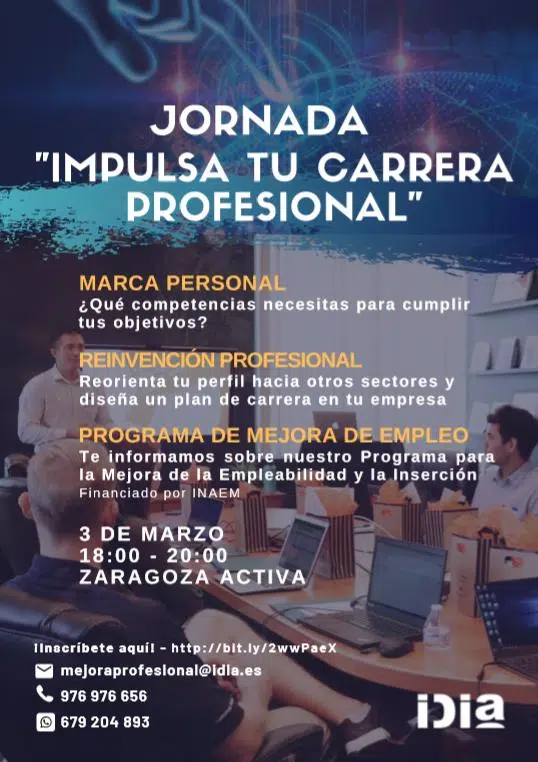 JORNADA
"IMPULSA TU CARRERA
PROFESIONAL"
MARCA PERSONAL
¿Qué competencias necesitas para cumplir
tus objetivos?
REINVENCIÓN PROFESIONAL
Reorienta tu perfil hacia otros sectores y
diseña un plan de carrera en tu empresa
PROGRAMA DE MEJORA DE EMPLEO
Te informamos sobre nuestro Programa para
la Mejora de la Empleabilidad y la Inserción
Financiado por INAEM
3 DE MARZO
18:00 - 20:00
ZARAGOZA ACTIVA
¡Inscríbete aquí! - http://bit.ly/2wwPaeX
mejoraprofesional@idia.es
976 976 656
679 204 893
iDia